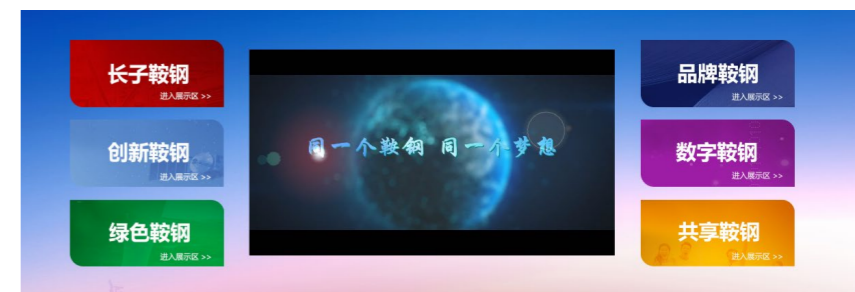 长子鞍钢
进入展示区 >>
创新鞍钢
进入展示区 >>
绿色鞍钢
进入展示区 >>
同一个鞍钢 同一个梦想
品牌鞍钢
进入展示区 >>
数字鞍钢
进入展示区 >>
共享鞍钢
进入展示区 >>